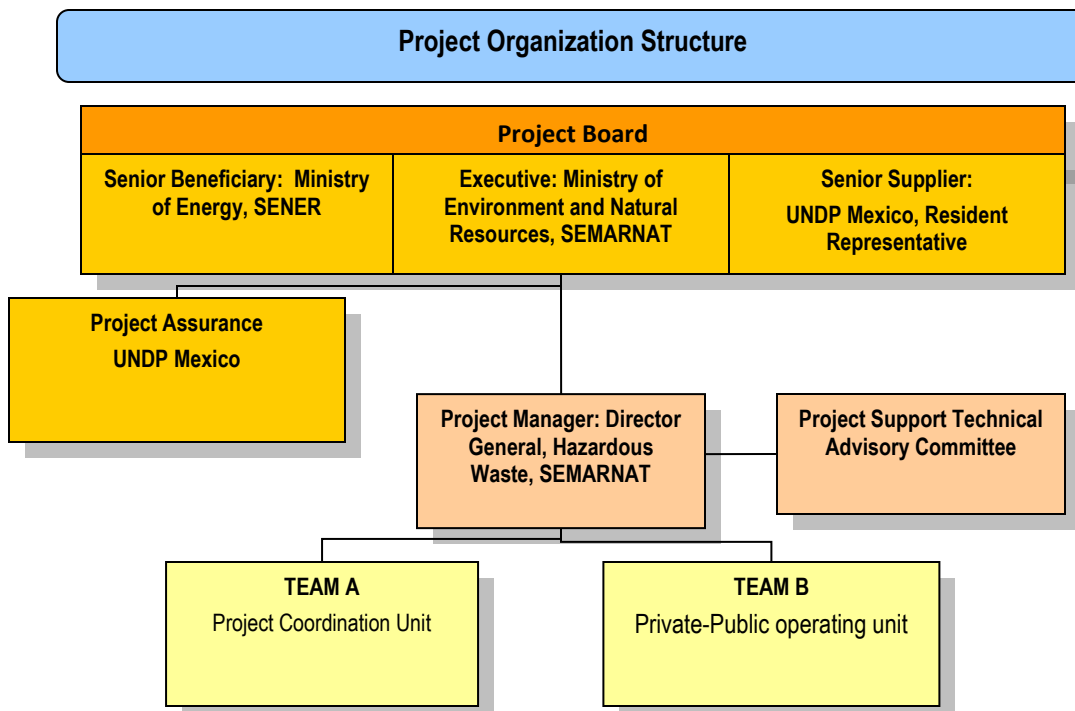 Project Organization Structure
Project Board
Senior Beneficiary: Ministry
of Energy, SENER
Executive: Ministry of
Environment and Natural
Resources, SEMARNAT
Senior Supplier:
UNDP Mexico, Resident
Representative
Project Assurance
UNDP Mexico
Project Manager: Director
General, Hazardous
Waste, SEMARNAT
Project Support Technical
Advisory Committee
TEAM A
Project Coordination Unit
TEAM B
Private-Public operating unit